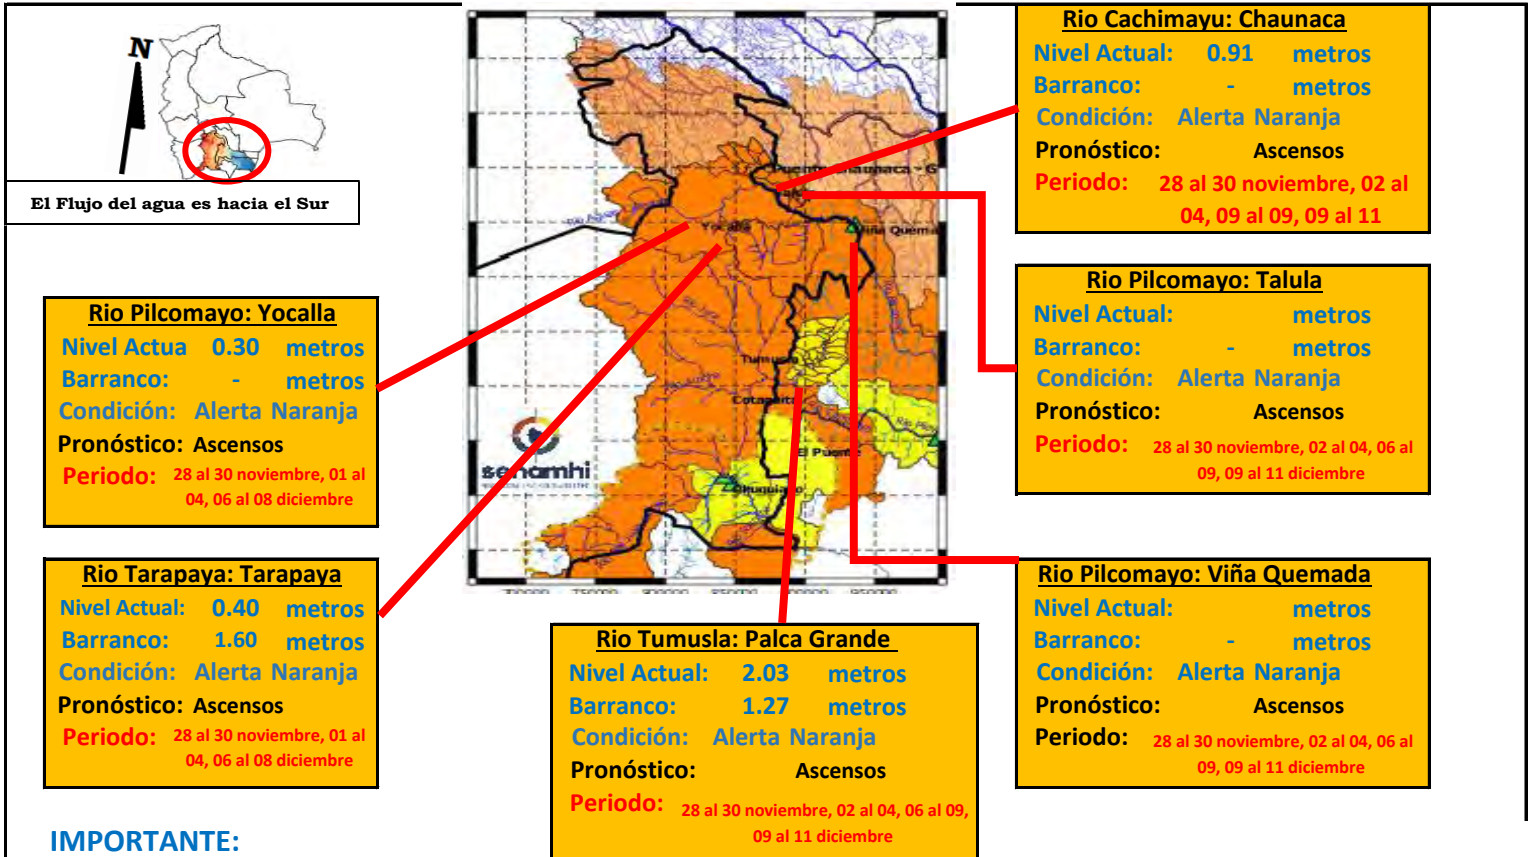 N
El Flujo del agua es hacia el Sur
Rio Pilcomayo: Yocalla
Nivel Actua 0.30 metros
Barranco: - metros
Condición: Alerta Naranja
Pronóstico: Ascensos
Periodo: 28 al 30 noviembre, 01 al
04, 06 al 08 diciembre
Rio Tarapaya: Tarapaya
Nivel Actual: 0.40 metros
Barranco: 1.60 metros
Condición: Alerta Naranja
Pronóstico: Ascensos
Periodo: 28 al 30 noviembre, 01 al
04, 06 al 08 diciembre
IMPORTANTE:
Yocalla
Viña Quema
Tumusla
Cotagaita
El Puente
senamhi
Rio Tumusla: Palca Grande
Nivel Actual: 2.03 metros
Barranco: 1.27 metros
Condición: Alerta Naranja
Pronóstico: Ascensos
Periodo: 28 al 30 noviembre, 02 al 04, 06 al 09,
09 al 11 diciembre
Rio Cachimayu: Chaunaca
Nivel Actual: 0.91 metros
Barranco: - metros
Condición: Alerta Naranja
Pronóstico: Ascensos
Periodo: 28 al 30 noviembre, 02 al
04, 09 al 09, 09 al 11
Rio Pilcomayo: Talula
Nivel Actual: metros
Barranco: - metros
Condición: Alerta Naranja
Pronóstico: Ascensos
Periodo: 28 al 30 noviembre, 02 al 04, 06 al
09, 09 al 11 diciembre
Rio Pilcomayo: Viña Quemada
Nivel Actual: metros
Barranco: - metros
Condición: Alerta Naranja
Pronóstico: Ascensos
Periodo: 28 al 30 noviembre, 02 al 04, 06 al
09, 09 al 11 diciembre